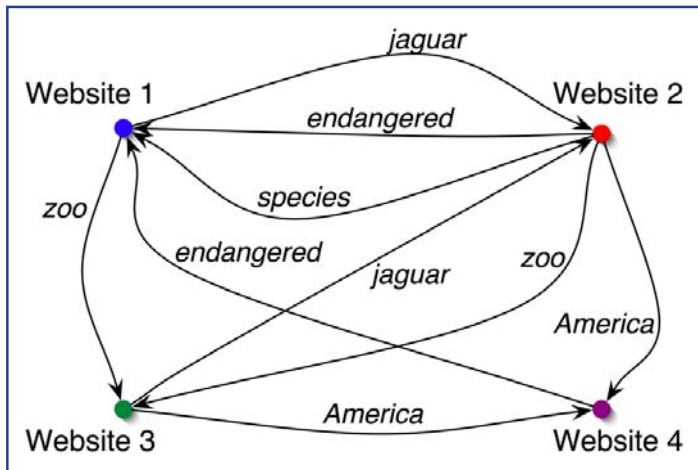 jaguar
Website 1
Website 2
endangered
species
zoo
endangered
zoo
jaguar
America
America
Website 3
Website 4